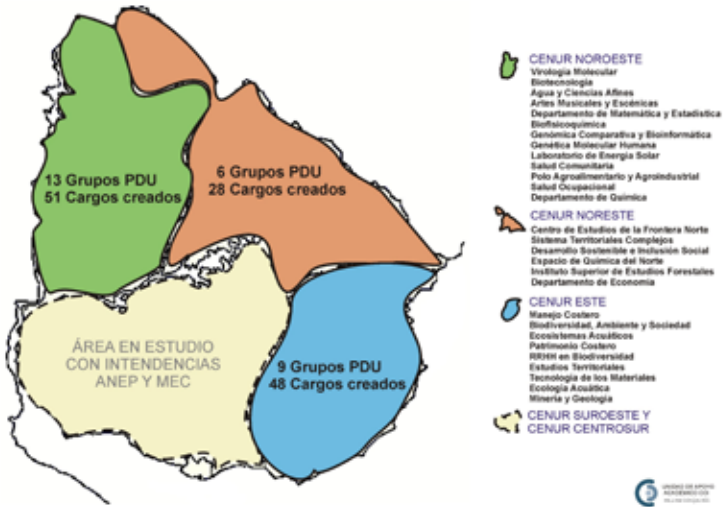 13 Grupos PDU
51 Cargos creados
6 Grupos PDU
28 Cargos creados
ÁREA EN ESTUDIO
CON INTENDENCIAS
ANEP Y MEC
9 Grupos PDU
48 Cargos creados
CENUR NOROESTE
Virología Molecular
Biotecnología
Agua y Ciencias Afines
Artes Musicales y Escénicas
Departamento de Matemática y Estadística
Biofisicoquímica
Genómica Comparativa y Bioinformática
Genética Molecular Humana
Laboratorio de Energía Solar
Salud Comunitaria
Polo Agroalimentario y Agroindustrial
Salud Ocupacional
Departamento de Química
CENUR NORESTE
Centro de Estudios de la Frontera Norte
Sistema Territoriales Complejos
Desarrollo Sostenible e Inclusión Social
Espacio de Química del Norte
Instituto Superior de Estudios Forestales
Departamento de Economía
CENUR ESTE
Manejo Costero
Biodiversidad, Ambiente y Sociedad
Ecosistemas Acuáticos
Patrimonio Costero
RRHH en Biodiversidad
Estudios Territoriales
Tecnología de los Materiales
Ecología Acuática
Minería y Geología
CENUR SUROESTE Y
CENUR CENTROSUR
UNIDAD DE APOYO
ACADÉMICO CCI